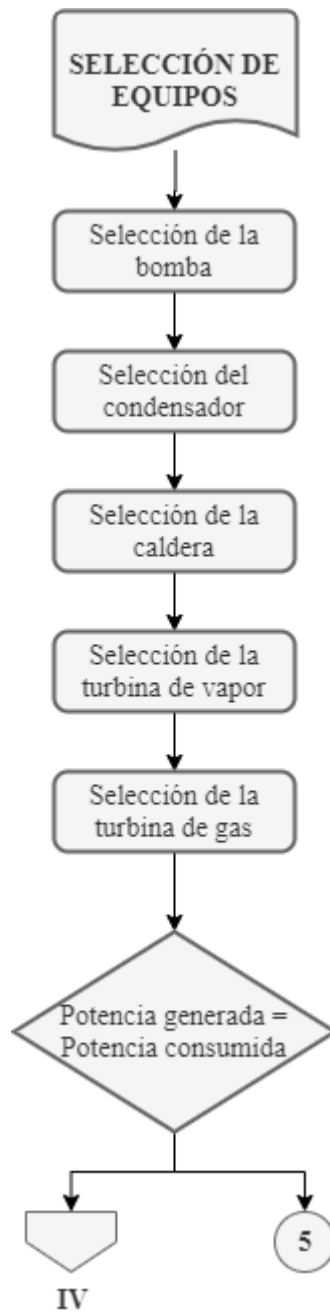 SELECCIÓN DE
EQUIPOS
Selección de la
bomba
Selección del
condensador
Selección de la
caldera
Selección de la
turbina de vapor
Selección de la
turbina de gas
Potencia generada =
Potencia consumida
5
IV